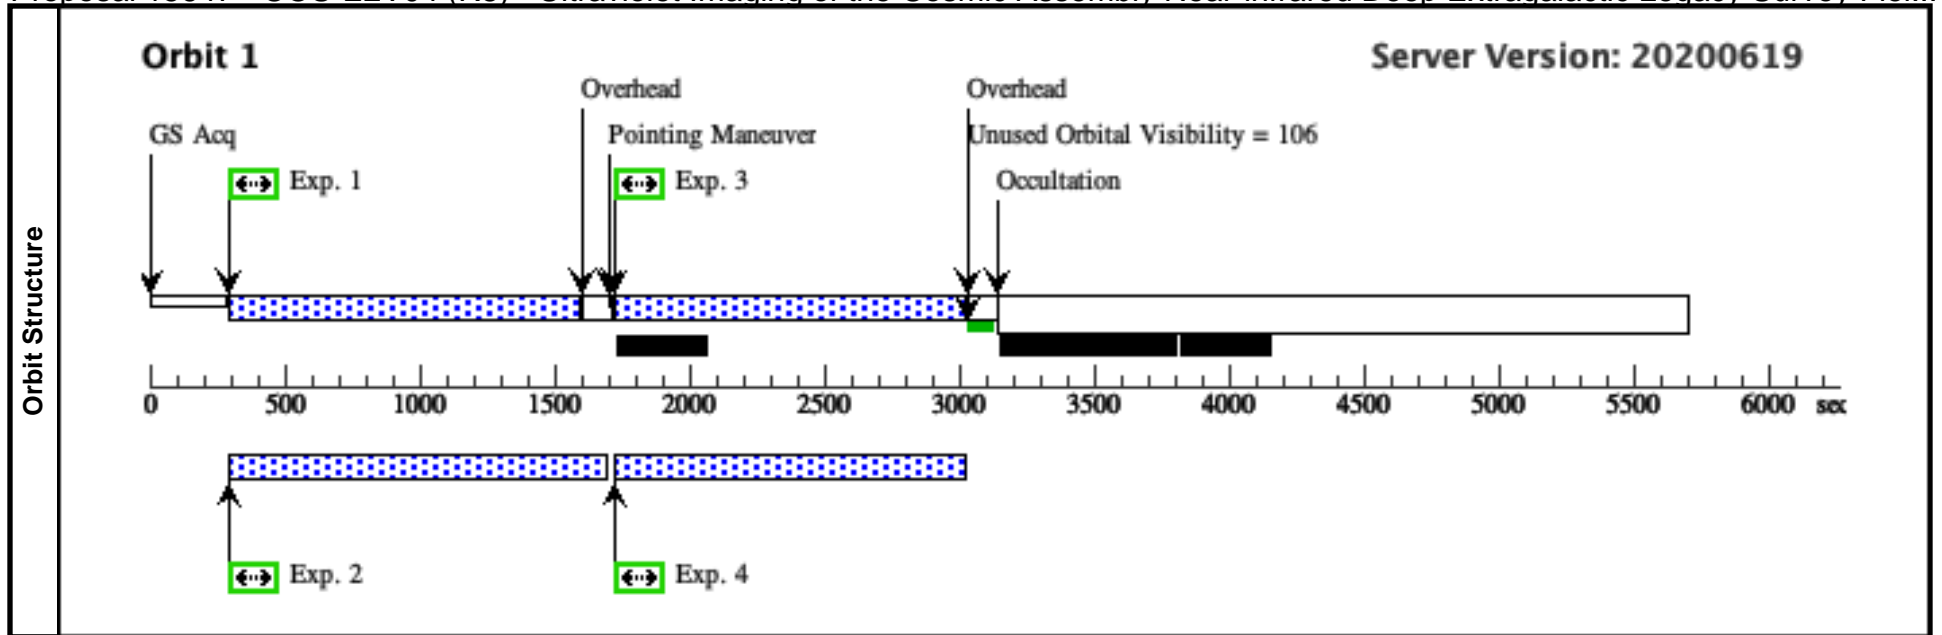 Orbit 1
Server Version: 20200619
Overhead
Overhead
GS Acq
Pointing Maneuver
Unused Orbital Visibility = 106
Exp. 1
Exp. 3
Occultation
Orbit Structure
0 500 1000 1500 2000 2500 3000 3500 4000 4500 5000 5500 6000 sec
Exp. 2
Exp. 4